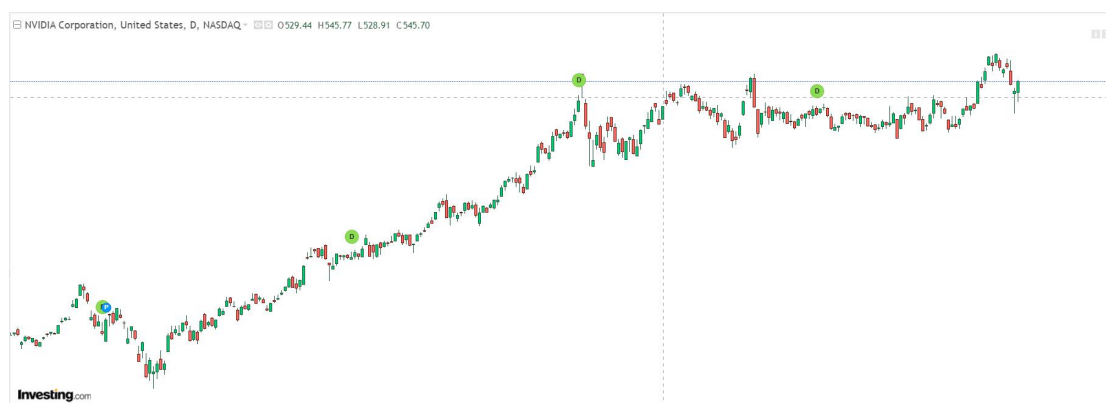 NVIDIA Corporation, United States, D, NASDAQ O529.44 H545.77 L528.91 C545.70
D
D
D
P
Investing.com